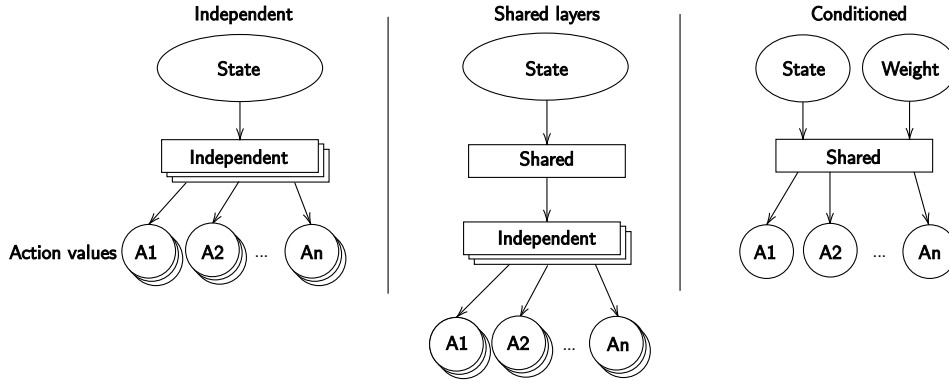 Independent
Shared layers
Conditioned
State
State
State
Weight
Independent
Shared
Shared
Independent
Action values
A1
A2
...
An
A1
A2
...
An
A1
A2
...
An